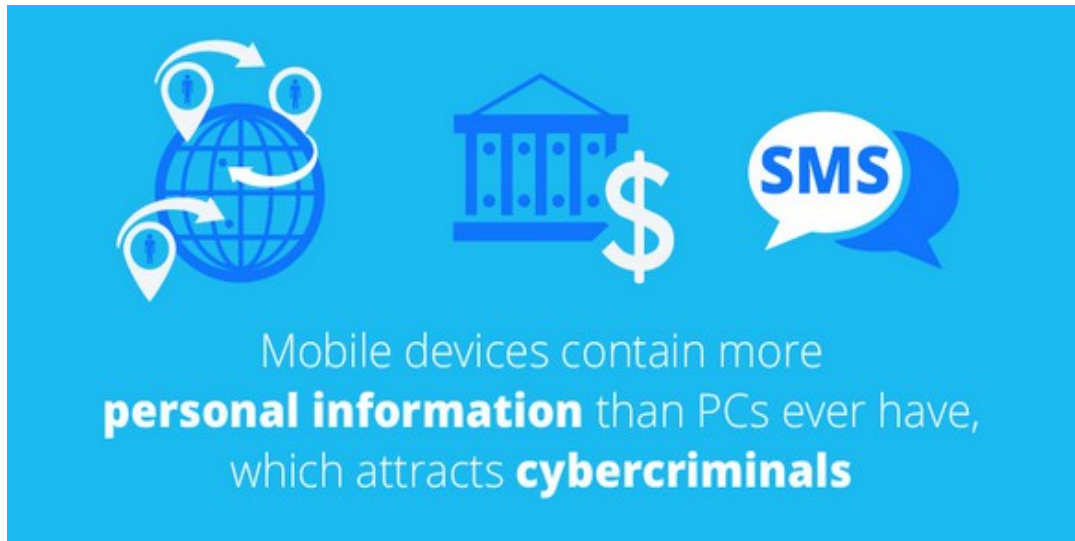 SMS
$
Mobile devices contain more
personal information than PCs ever have,
which attracts cybercriminals